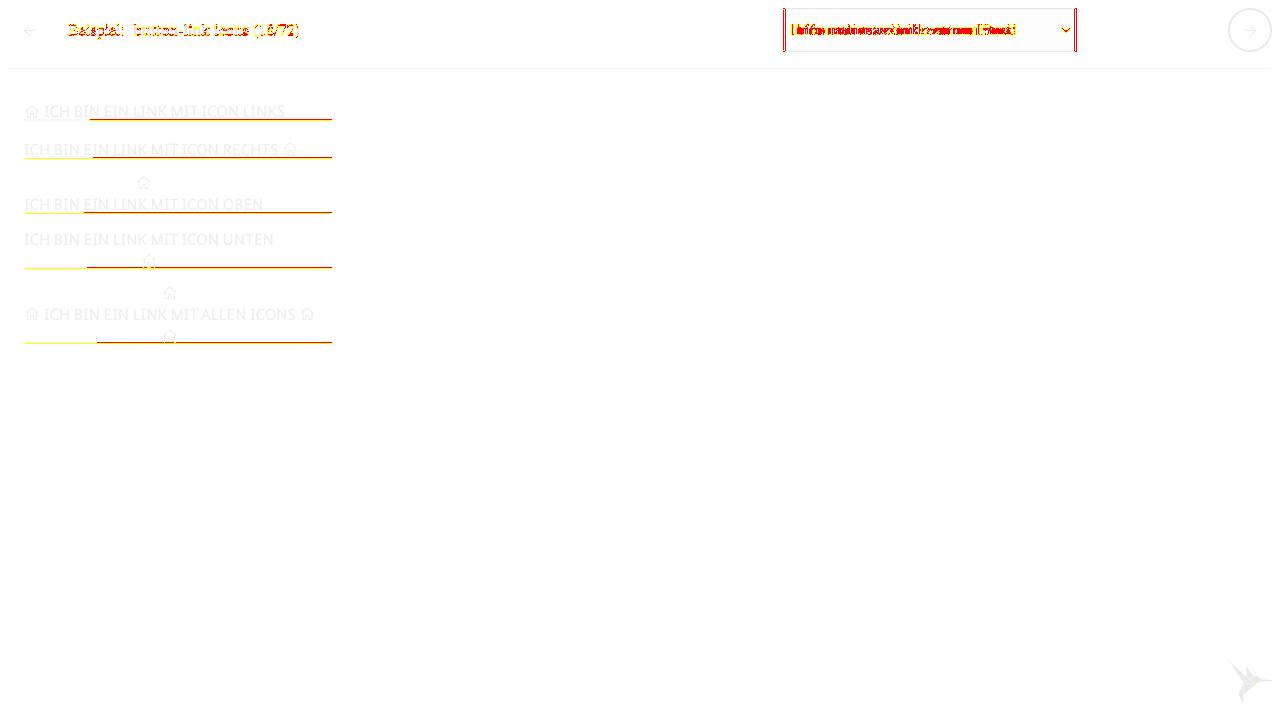 Beispiel: button-link icons (16/72)
ICH BIN EIN LINK MIT ICON LINKS
ICH BIN EIN LINK MIT ICON RECHTS
ICH BIN EIN LINK MIT ICON OBEN
ICH BIN EIN LINK MIT ICON UNTEN
ICH BIN EIN LINK MIT ALLEN ICONS